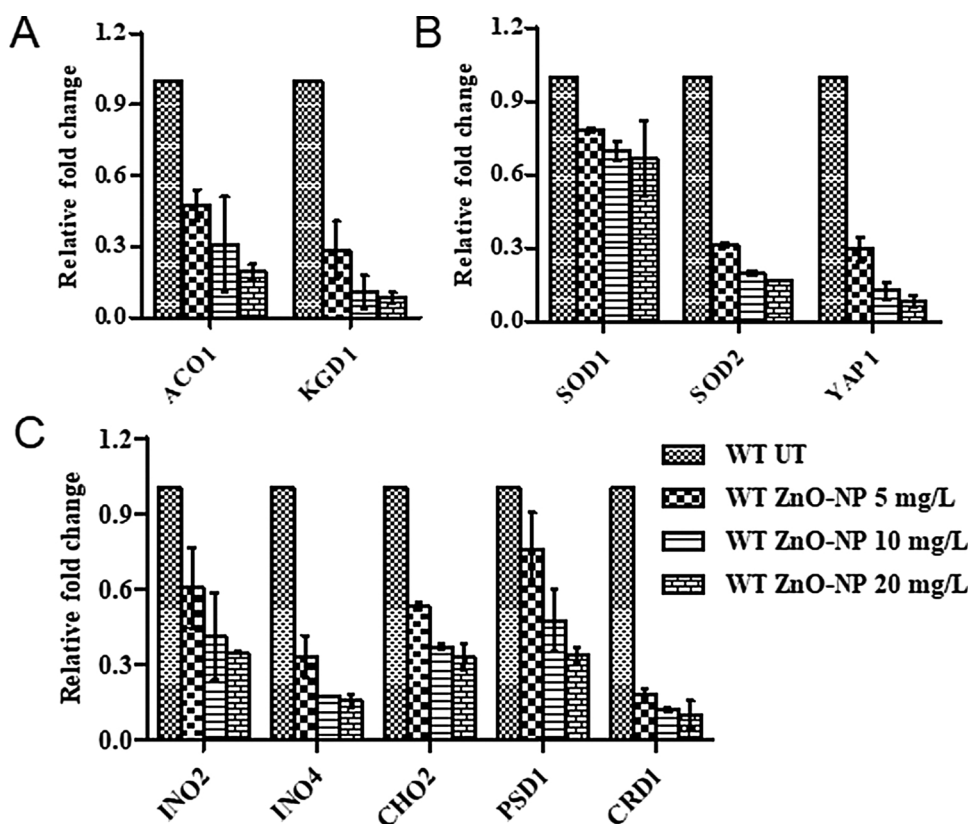 A
Relative fold change
1.2
0.9
0.6
0.3
0.0
ACO1
KGD1
B
Relative fold change
1.2
0.9
0.6
0.3
0.0
SOD1
SOD2
YAP1
C
Relative fold change
1.2
0.9
0.6
0.3
0.0
INO2
INO4
CHO2
PSD1
CRD1
WT UT
WT ZnO-NP 5 mg/L
WT ZnO-NP 10 mg/L
WT ZnO-NP 20 mg/L